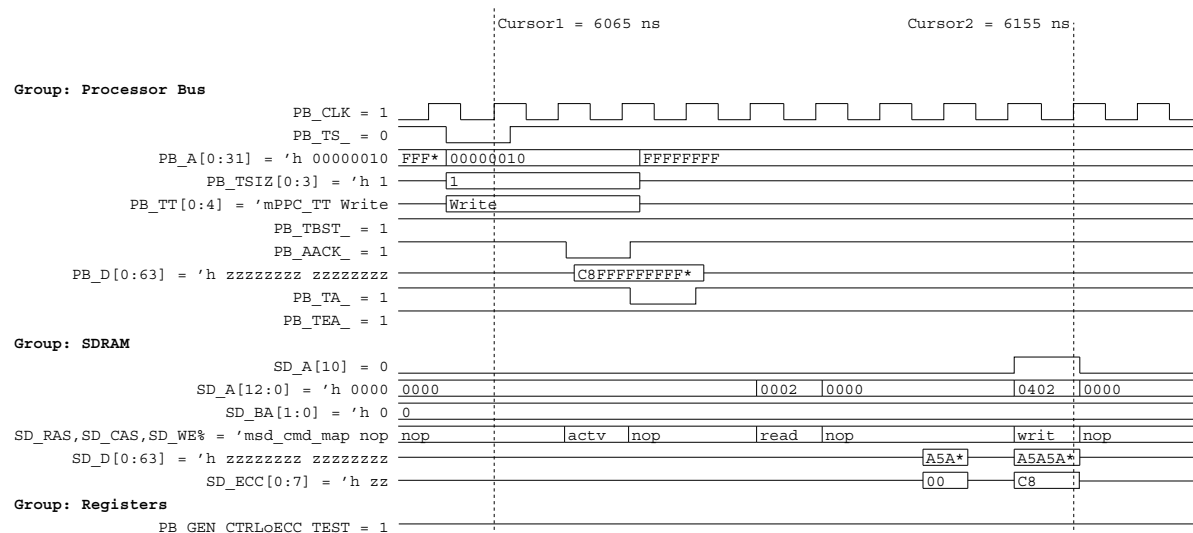 Cursor1 = 6065 ns Cursor2 = 6155 ns
Group: Processor Bus
PB_CLK = 1
PB_TS_ = 0
PB_A[0:31] = 'h 00000010 FFF* 00000010 FFFFFFFF
PB_TSIZ[0:3] = 'h 1 1
PB_TT[0:4] = 'mPPC_TT Write Write
PB_TBST_ = 1
PB_AACK_ = 1
PB_D[0:63] = 'h zzzzzzzz zzzzzzzz C8FFFFFFFFF*
PB_TA_ = 1
PB_TEA_ = 1
Group: SDRAM
SD_A[10] = 0
SD_A[12:0] = 'h 0000 0000 0002 0000 0402 0000
SD_BA[1:0] = 'h 0 0
SD_RAS,SD_CAS,SD_WE% = 'msd_cmd_map nop nop actv nop read nop writ nop
SD_D[0:63] = 'h zzzzzzzz zzzzzzzz A5A* A5A5A*
SD_ECC[0:7] = 'h zz 00 C8
Group: Registers
PB GEN CTRLoECC TEST = 1